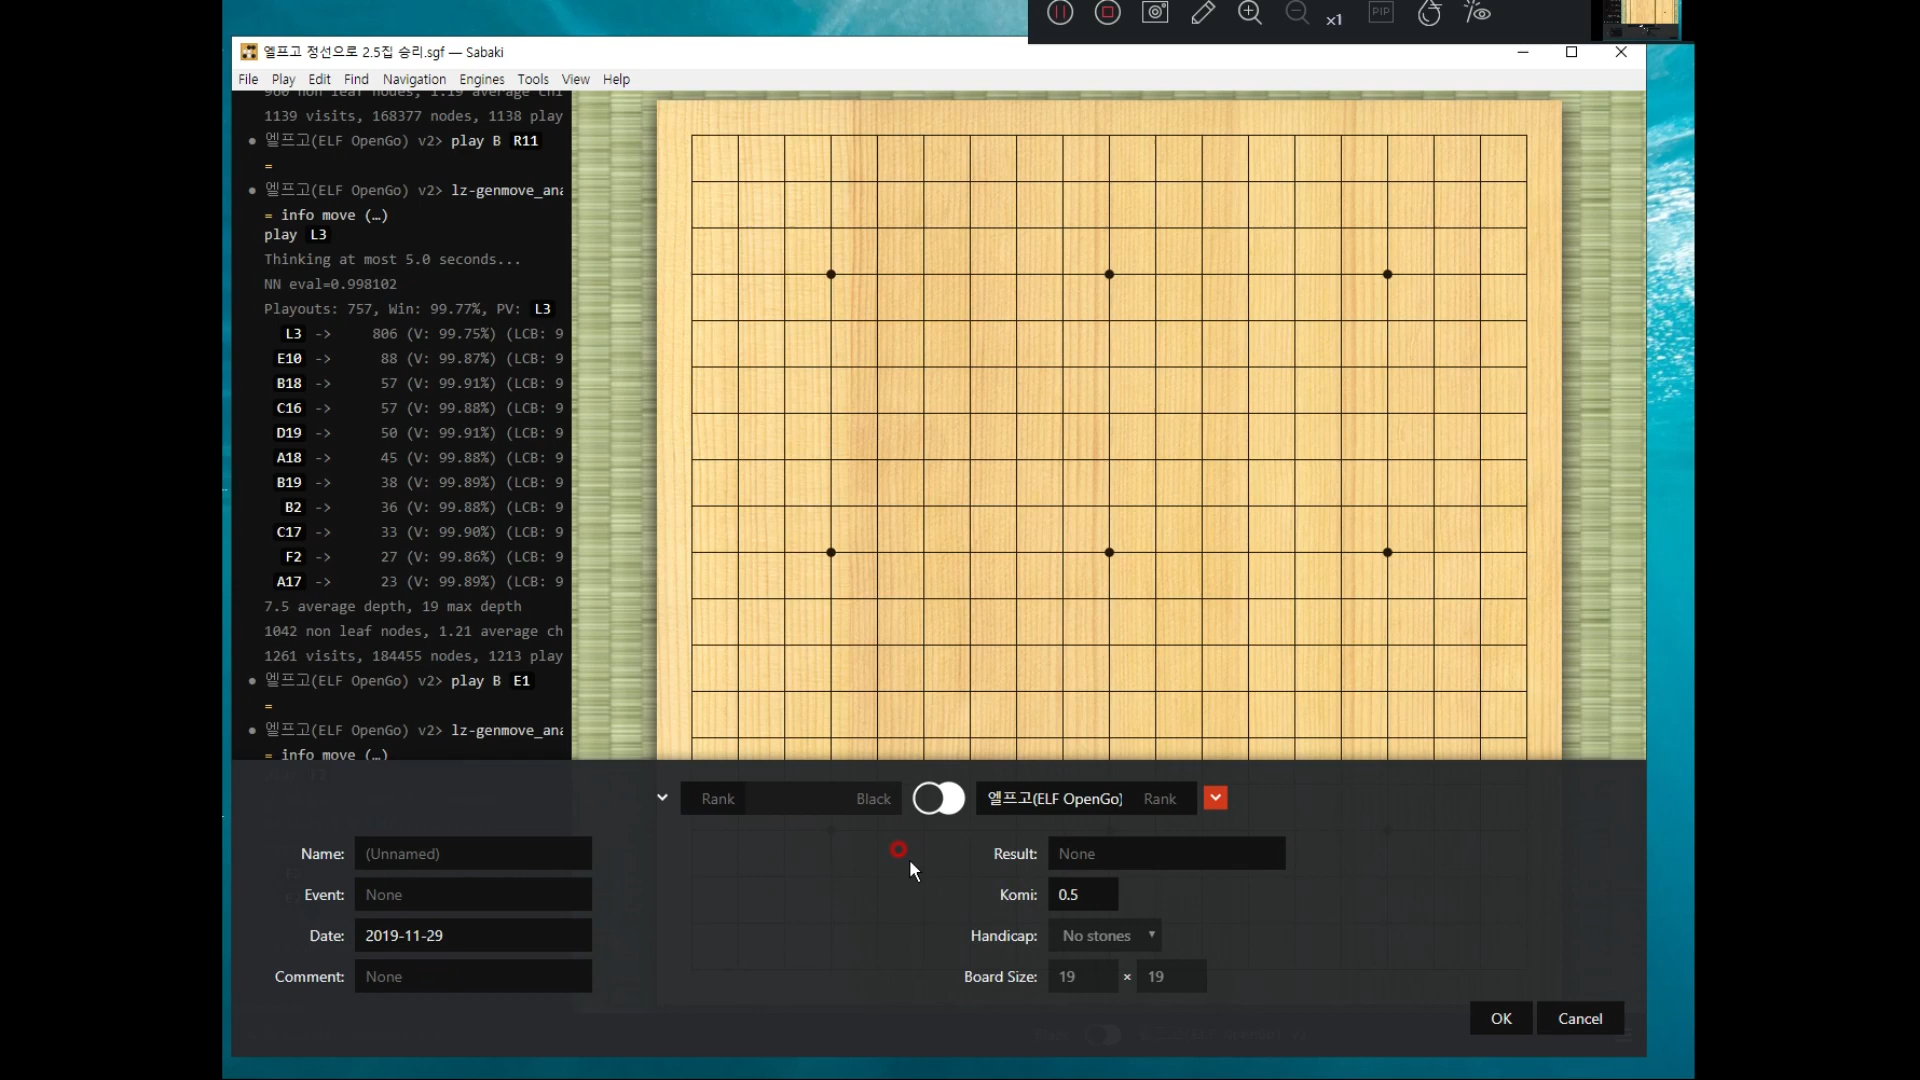 x1
PIP
엘프고 정선으로 2.5집 승리.sgf — Sabaki
File Play Edit Find Navigation Engines Tools View Help
960 non leaf nodes, 1.19 average chi
1139 visits, 168377 nodes, 1138 play
● 엘프고(ELF OpenGo) v2> play B R11
=
● 엘프고(ELF OpenGo) v2> lz-genmove_ana
= info move (…)
play L3
Thinking at most 5.0 seconds...
NN eval=0.998102
Playouts: 757, Win: 99.77%, PV: L3
L3 -> 806 (V: 99.75%) (LCB: 9
E10 -> 88 (V: 99.87%) (LCB: 9
B18 -> 57 (V: 99.91%) (LCB: 9
C16 -> 57 (V: 99.88%) (LCB: 9
D19 -> 50 (V: 99.91%) (LCB: 9
A18 -> 45 (V: 99.88%) (LCB: 9
B19 -> 38 (V: 99.89%) (LCB: 9
B2 -> 36 (V: 99.88%) (LCB: 9
C17 -> 33 (V: 99.90%) (LCB: 9
F2 -> 27 (V: 99.86%) (LCB: 9
A17 -> 23 (V: 99.89%) (LCB: 9
7.5 average depth, 19 max depth
1042 non leaf nodes, 1.21 average ch
1261 visits, 184455 nodes, 1213 play
● 엘프고(ELF OpenGo) v2> play B E1
=
● 엘프고(ELF OpenGo) v2> lz-genmove_ana
= info move (…)
Rank Black 엘프고(ELF OpenGo) Rank
Name: (Unnamed)
Event: None
Date: 2019-11-29
Comment: None
Result: None
Komi: 0.5
Handicap: No stones
Board Size: 19 × 19
OK Cancel